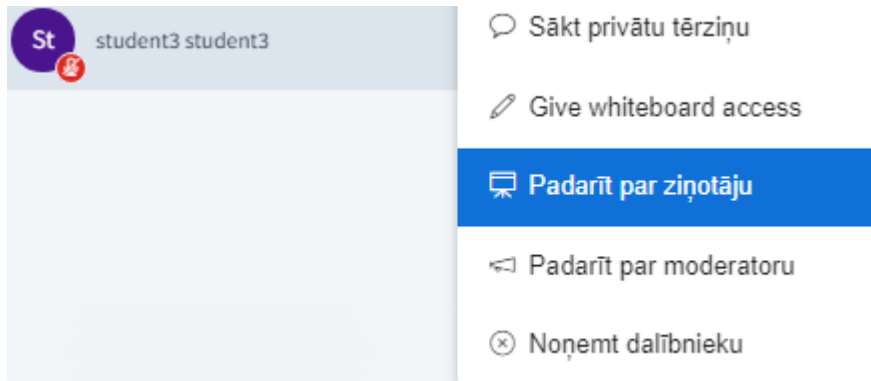 St
student3 student3
Sākt privātu tērziņu
Give whiteboard access
Padarīt par ziņotāju
Padarīt par moderatoru
Noņemt dalībnieku